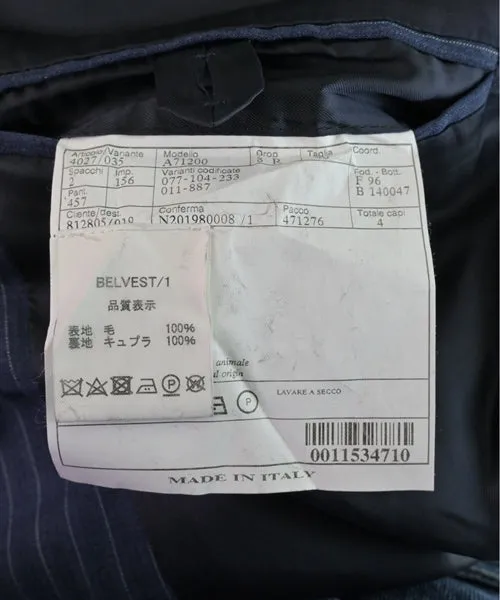 Articolo/Variante Modello Grop Taglia Coord.
4027/035 A71200 8 D
Spacchi Imp. Varianti codificate Fod. - Bott.
2 156 077-104-233 F 96
011-887 B 140047
Pant.
457
Cliente/dest. Conferma Pacco Totale capi
812805/019 N201980008 /1 471276 4
BELVEST/1
品質表示
表地 毛 100%
裏地 キュプラ 100%
animale
al origin
P
P
LAVARE A SECCO
0011534710
MADE IN ITALY